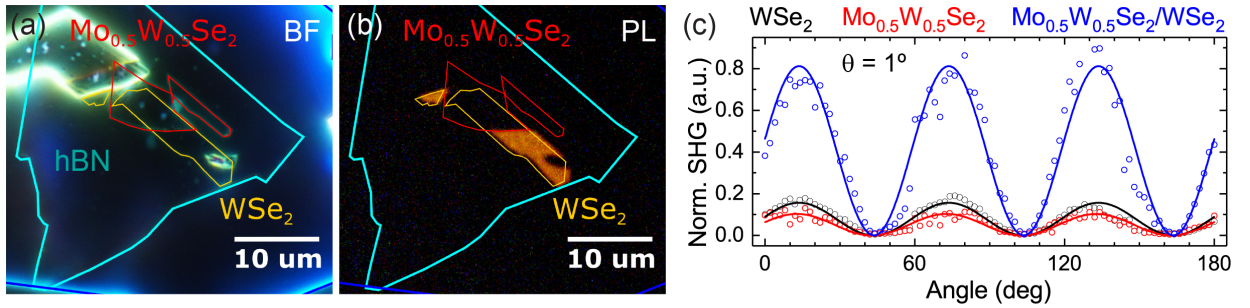 (a)
Mo0.5W0.5Se2
BF
hBN
WSe2
10 um
(b)
Mo0.5W0.5Se2
PL
WSe2
10 um
(c)
WSe2 Mo0.5W0.5Se2 Mo0.5W0.5Se2/WSe2
θ = 1º
Norm. SHG (a.u.)
0.8
0.6
0.4
0.2
0.0
0 60 120 180
Angle (deg)